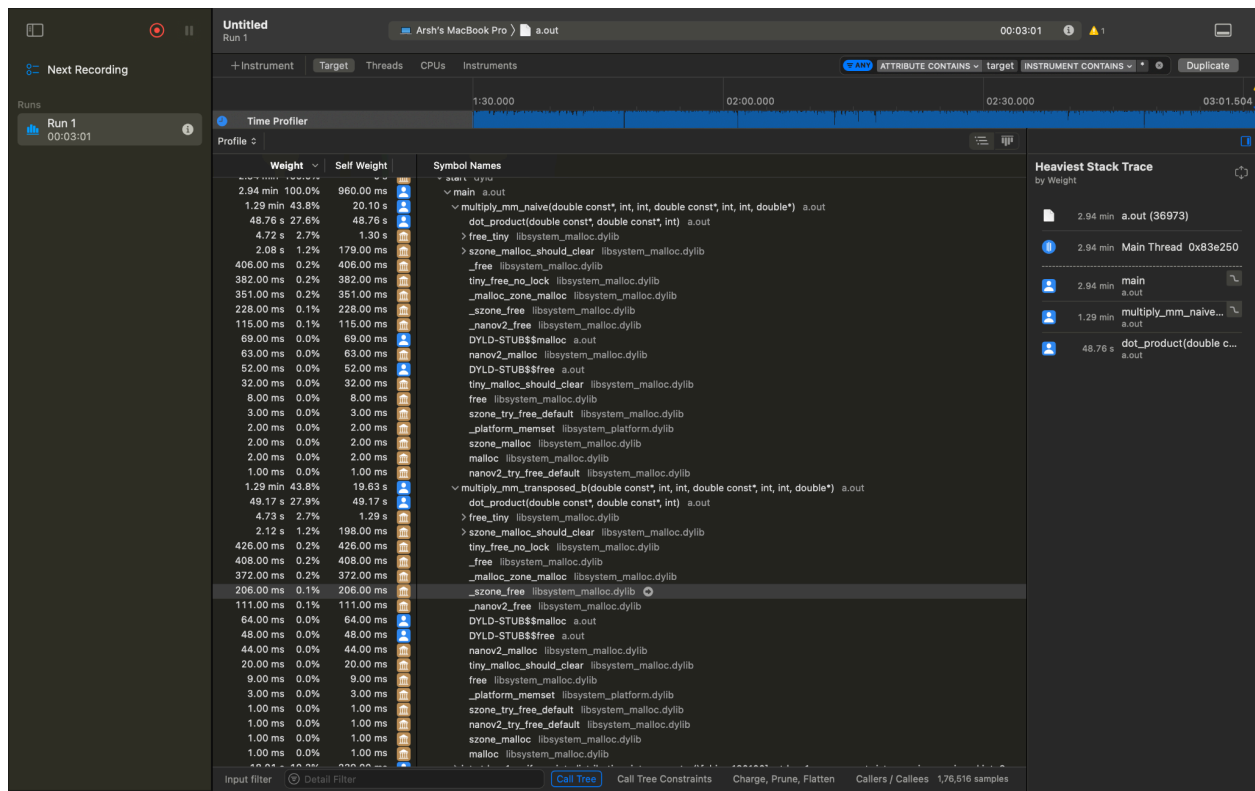 Untitled
Run 1
Arsh's MacBook Pro 〉 a.out 00:03:01 1
Next Recording
Runs
Run 1
00:03:01
+Instrument Target Threads CPUs Instruments ANY ATTRIBUTE CONTAINS target INSTRUMENT CONTAINS * Duplicate
1:30.000 02:00.000 02:30.000 03:01.504
Time Profiler
Profile
Weight Self Weight Symbol Names
start dyld
2.94 min 100.0% 960.00 ms main a.out
1.29 min 43.8% 20.10 s multiply_mm_naive(double const*, int, int, double const*, int, int, double*) a.out
48.76 s 27.6% 48.76 s dot_product(double const*, double const*, int) a.out
4.72 s 2.7% 1.30 s free_tiny libsystem_malloc.dylib
2.08 s 1.2% 179.00 ms szone_malloc_should_clear libsystem_malloc.dylib
406.00 ms 0.2% 406.00 ms _free libsystem_malloc.dylib
382.00 ms 0.2% 382.00 ms tiny_free_no_lock libsystem_malloc.dylib
351.00 ms 0.2% 351.00 ms _malloc_zone_malloc libsystem_malloc.dylib
228.00 ms 0.1% 228.00 ms _szone_free libsystem_malloc.dylib
115.00 ms 0.1% 115.00 ms _nanov2_free libsystem_malloc.dylib
69.00 ms 0.0% 69.00 ms DYLD-STUB$$malloc a.out
63.00 ms 0.0% 63.00 ms nanov2_malloc libsystem_malloc.dylib
52.00 ms 0.0% 52.00 ms DYLD-STUB$$free a.out
32.00 ms 0.0% 32.00 ms tiny_malloc_should_clear libsystem_malloc.dylib
8.00 ms 0.0% 8.00 ms free libsystem_malloc.dylib
3.00 ms 0.0% 3.00 ms szone_try_free_default libsystem_malloc.dylib
2.00 ms 0.0% 2.00 ms _platform_memset libsystem_platform.dylib
2.00 ms 0.0% 2.00 ms szone_malloc libsystem_malloc.dylib
2.00 ms 0.0% 2.00 ms malloc libsystem_malloc.dylib
1.00 ms 0.0% 1.00 ms nanov2_try_free_default libsystem_malloc.dylib
1.29 min 43.8% 19.63 s multiply_mm_transposed_b(double const*, int, int, double const*, int, int, double*) a.out
49.17 s 27.9% 49.17 s dot_product(double const*, double const*, int) a.out
4.73 s 2.7% 1.29 s free_tiny libsystem_malloc.dylib
2.12 s 1.2% 198.00 ms szone_malloc_should_clear libsystem_malloc.dylib
426.00 ms 0.2% 426.00 ms tiny_free_no_lock libsystem_malloc.dylib
408.00 ms 0.2% 408.00 ms _free libsystem_malloc.dylib
372.00 ms 0.2% 372.00 ms _malloc_zone_malloc libsystem_malloc.dylib
206.00 ms 0.1% 206.00 ms _szone_free libsystem_malloc.dylib
111.00 ms 0.1% 111.00 ms _nanov2_free libsystem_malloc.dylib
64.00 ms 0.0% 64.00 ms DYLD-STUB$$malloc a.out
48.00 ms 0.0% 48.00 ms DYLD-STUB$$free a.out
44.00 ms 0.0% 44.00 ms nanov2_malloc libsystem_malloc.dylib
20.00 ms 0.0% 20.00 ms tiny_malloc_should_clear libsystem_malloc.dylib
9.00 ms 0.0% 9.00 ms free libsystem_malloc.dylib
3.00 ms 0.0% 3.00 ms _platform_memset libsystem_platform.dylib
1.00 ms 0.0% 1.00 ms szone_try_free_default libsystem_malloc.dylib
1.00 ms 0.0% 1.00 ms nanov2_try_free_default libsystem_malloc.dylib
1.00 ms 0.0% 1.00 ms szone_malloc libsystem_malloc.dylib
1.00 ms 0.0% 1.00 ms malloc libsystem_malloc.dylib
Input filter Detail Filter Call Tree Call Tree Constraints Charge, Prune, Flatten Callers / Callees 1,76,516 samples
Heaviest Stack Trace
by Weight
2.94 min a.out (36973)
2.94 min Main Thread 0x83e250
2.94 min main
a.out
1.29 min multiply_mm_naive...
a.out
48.76 s dot_product(double c...
a.out